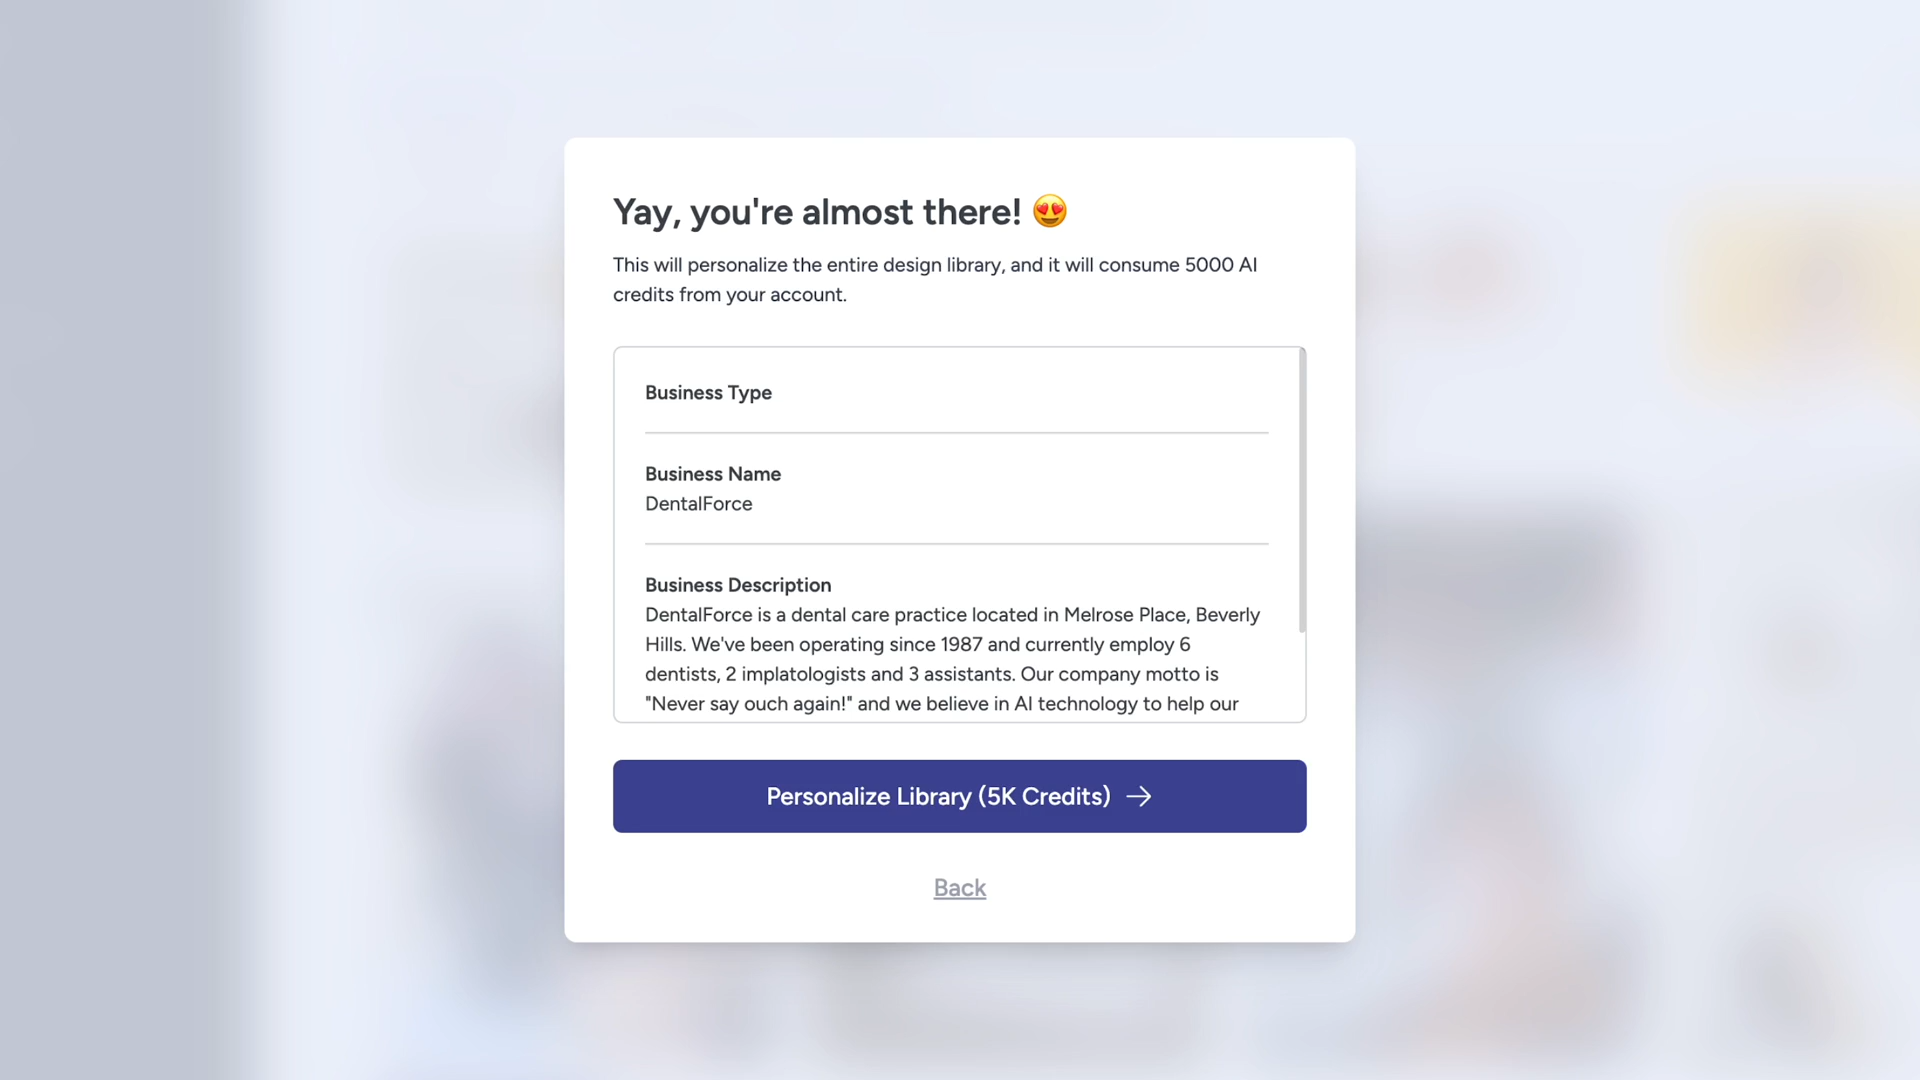 Yay, you're almost there! 😍
This will personalize the entire design library, and it will consume 5000 AI
credits from your account.
Business Type
Business Name
DentalForce
Business Description
DentalForce is a dental care practice located in Melrose Place, Beverly
Hills. We've been operating since 1987 and currently employ 6
dentists, 2 implatologists and 3 assistants. Our company motto is
"Never say ouch again!" and we believe in AI technology to help our
Personalize Library (5K Credits) →
Back